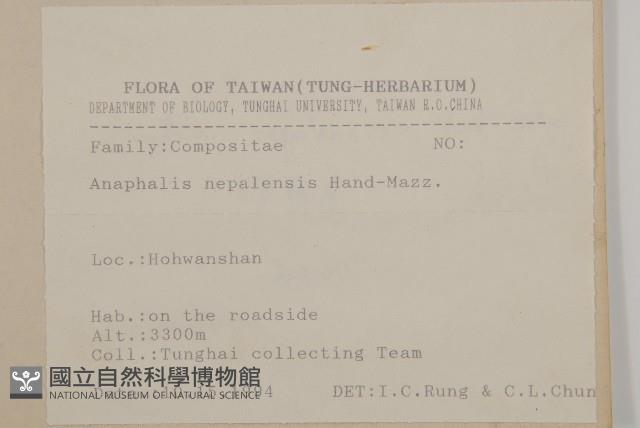 FLORA OF TAIWAN(TUNG-HERBARIUM)
DEPARTMENT OF BIOLOGY, TUNGHAI UNIVERSITY, TAIWAN R.O.CHINA
Family:Compositae NO:
Anaphalis nepalensis Hand-Mazz.
Loc.:Hohwanshan
Hab.:on the roadside
Alt.:3300m
Coll.:Tunghai collecting Team
1994 DET:I.C.Rung & C.L.Chun
國立自然科學博物館
NATIONAL MUSEUM OF NATURAL SCIENCE